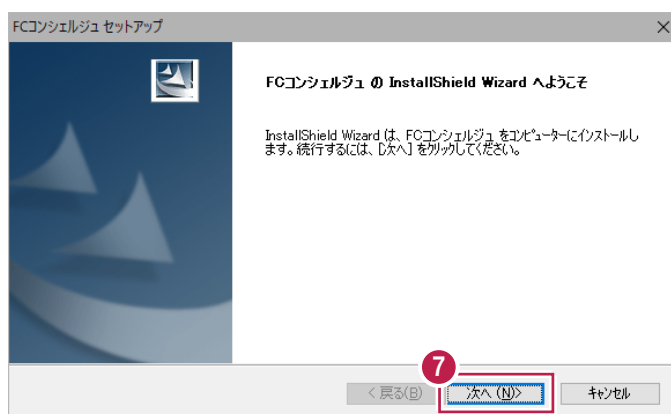 FCコンシェルジュ セットアップ
FCコンシェルジュ の InstallShield Wizard へようこそ
InstallShield Wizard は、FCコンシェルジュ をコンピューターにインストールし
ます。続行するには、[次へ] をクリックしてください。
7
< 戻る(B)
次へ (N)>
キャンセル